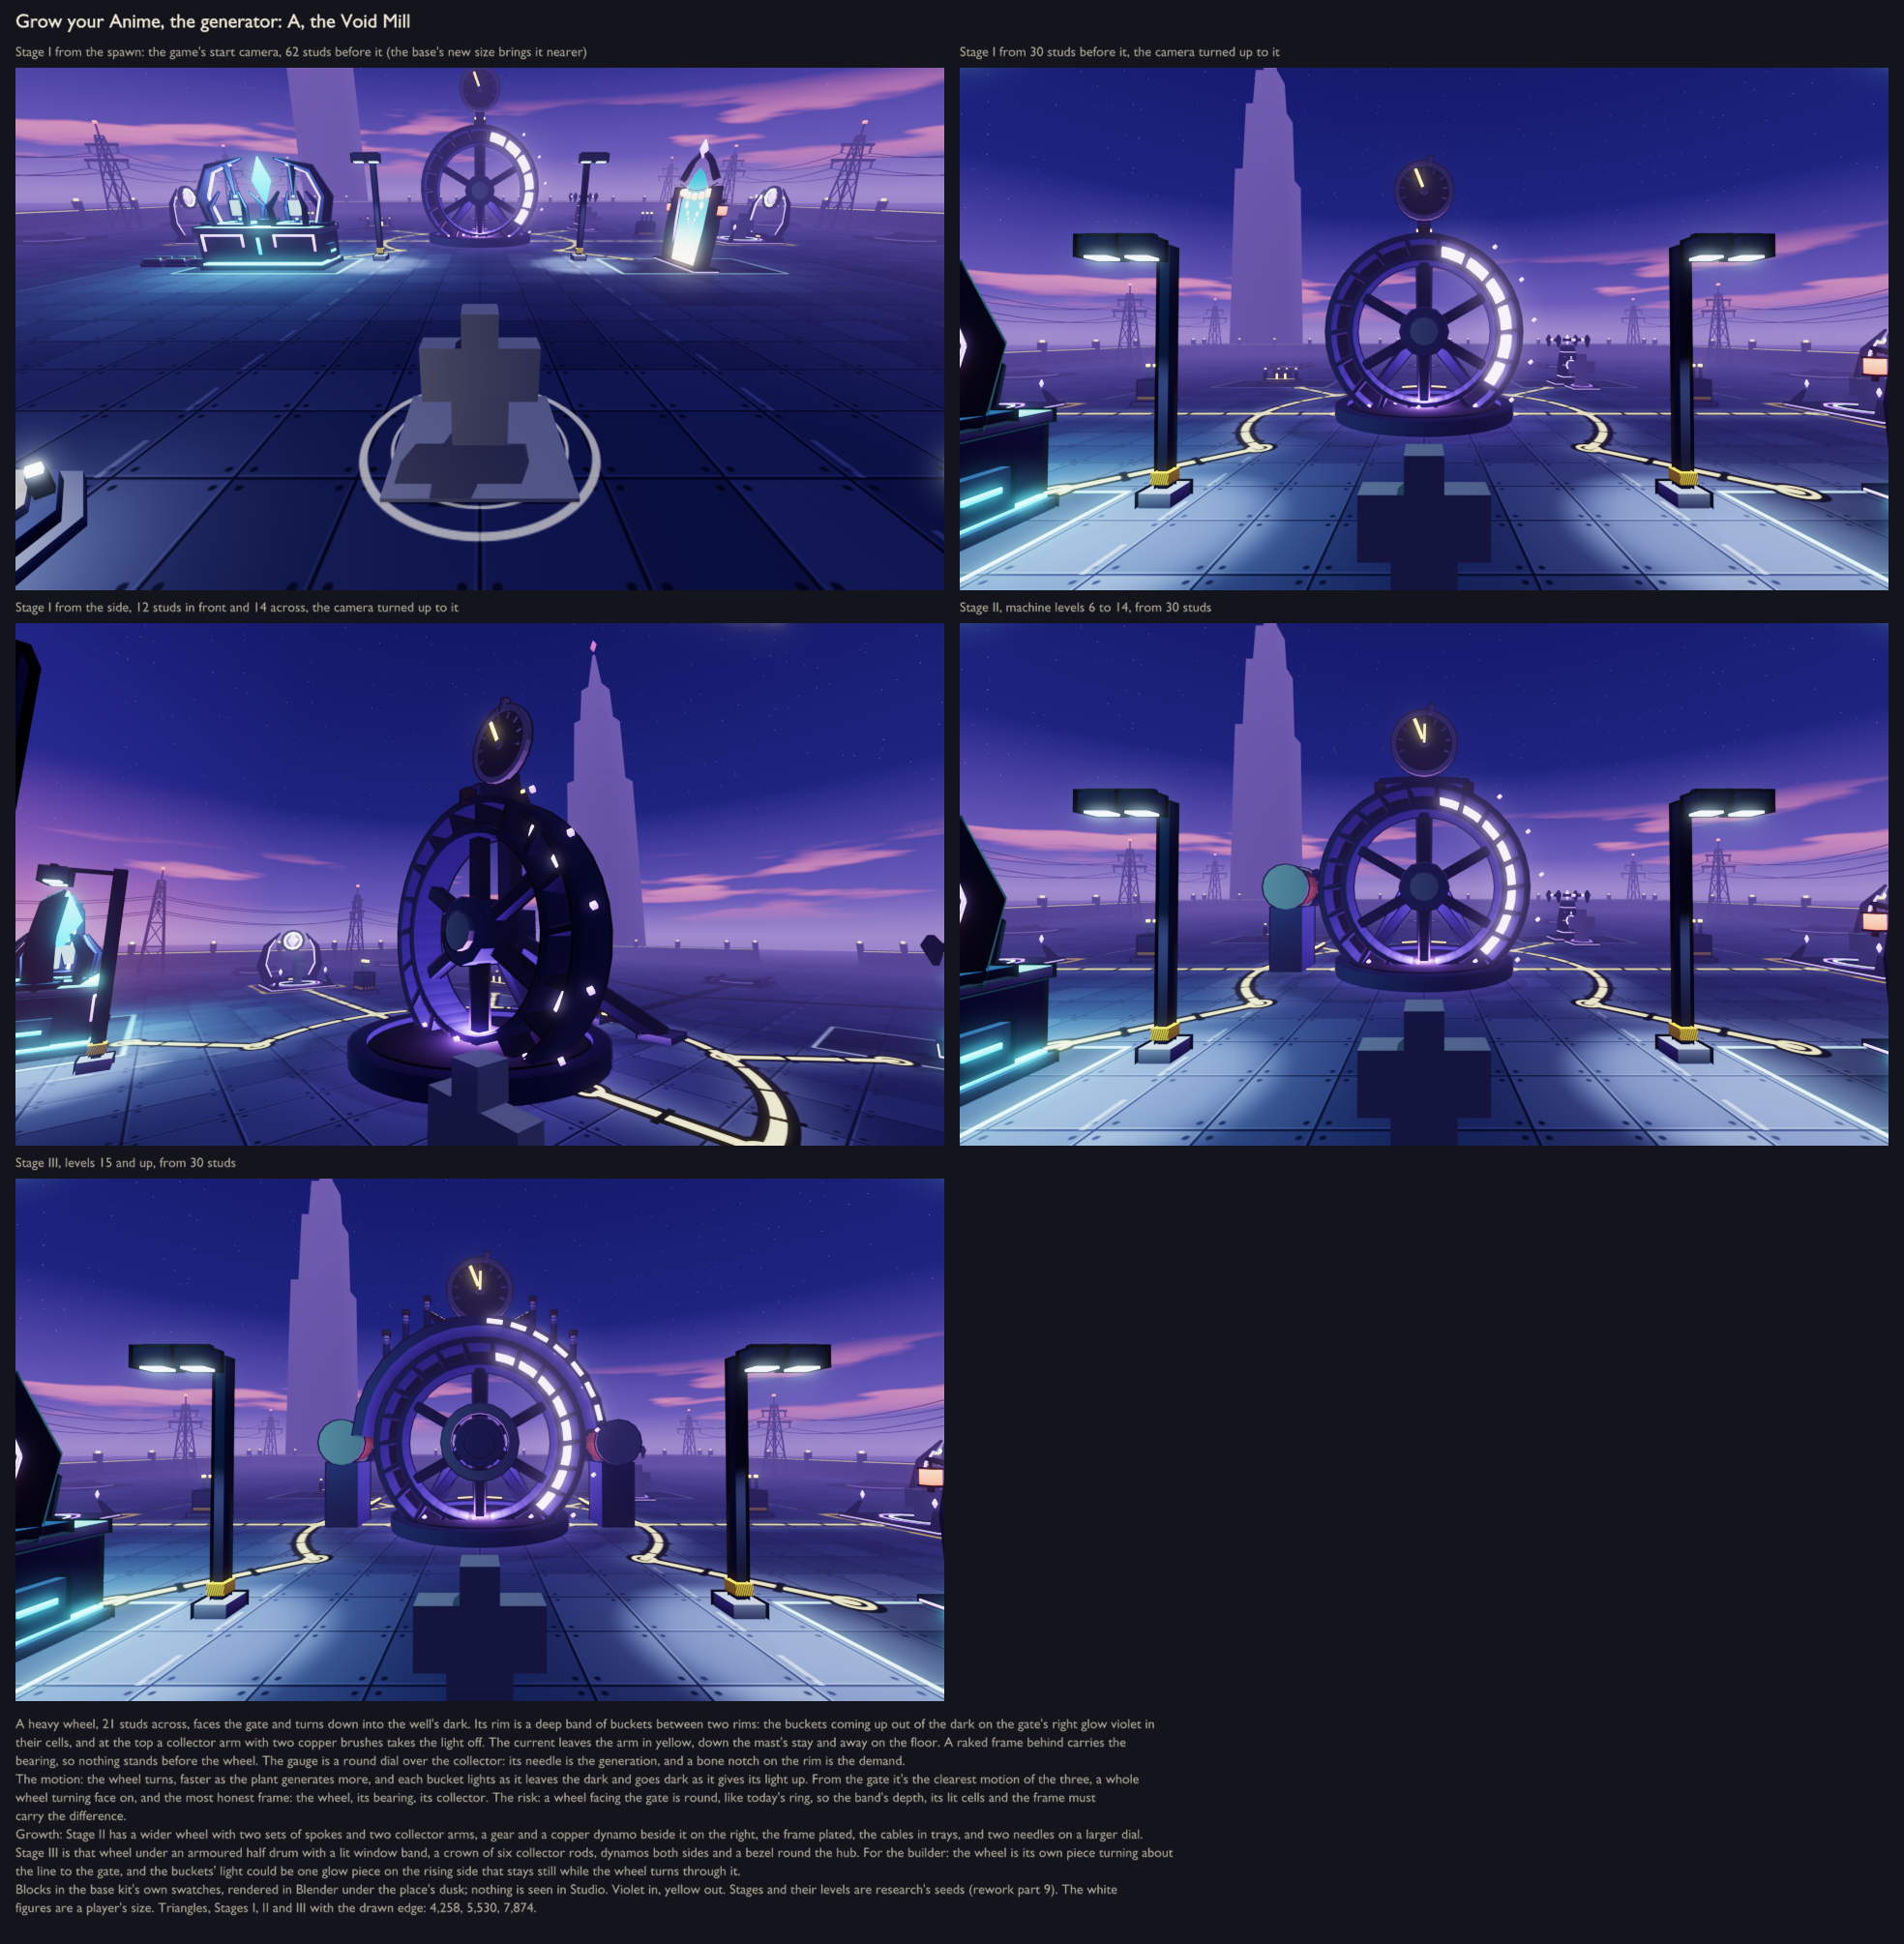 Grow your Anime, the generator: A, the Void Mill
Stage I from the spawn: the game's start camera, 62 studs before it (the base's new size brings it nearer)
Stage I from 30 studs before it, the camera turned up to it
Stage I from the side, 12 studs in front and 14 across, the camera turned up to it
Stage II, machine levels 6 to 14, from 30 studs
Stage III, levels 15 and up, from 30 studs
A heavy wheel, 21 studs across, faces the gate and turns down into the well's dark. Its rim is a deep band of buckets between two rims: the buckets coming up out of the dark on the gate's right glow violet in
their cells, and at the top a collector arm with two copper brushes takes the light off. The current leaves the arm in yellow, down the mast's stay and away on the floor. A raked frame behind carries the
bearing, so nothing stands before the wheel. The gauge is a round dial over the collector: its needle is the generation, and a bone notch on the rim is the demand.
The motion: the wheel turns, faster as the plant generates more, and each bucket lights as it leaves the dark and goes dark as it gives its light up. From the gate it's the clearest motion of the three, a whole
wheel turning face on, and the most honest frame: the wheel, its bearing, its collector. The risk: a wheel facing the gate is round, like today's ring, so the band's depth, its lit cells and the frame must
carry the difference.
Growth: Stage II has a wider wheel with two sets of spokes and two collector arms, a gear and a copper dynamo beside it on the right, the frame plated, the cables in trays, and two needles on a larger dial.
Stage III is that wheel under an armoured half drum with a lit window band, a crown of six collector rods, dynamos both sides and a bezel round the hub. For the builder: the wheel is its own piece turning about
the line to the gate, and the buckets' light could be one glow piece on the rising side that stays still while the wheel turns through it.
Blocks in the base kit's own swatches, rendered in Blender under the place's dusk; nothing is seen in Studio. Violet in, yellow out. Stages and their levels are research's seeds (rework part 9). The white
figures are a player's size. Triangles, Stages I, II and III with the drawn edge: 4,258, 5,530, 7,874.